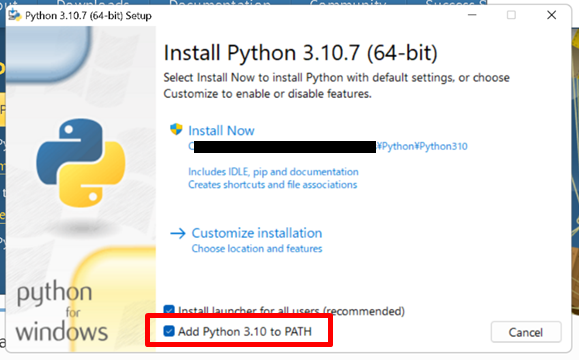 Python 3.10.7 (64-bit) Setup
Install Python 3.10.7 (64-bit)
Select Install Now to install Python with default settings, or choose
Customize to enable or disable features.
Install Now
C
¥Python¥Python310
Includes IDLE, pip and documentation
Creates shortcuts and file associations
Customize installation
Choose location and features
python
for
windows
Install launcher for all users (recommended)
Add Python 3.10 to PATH
Cancel